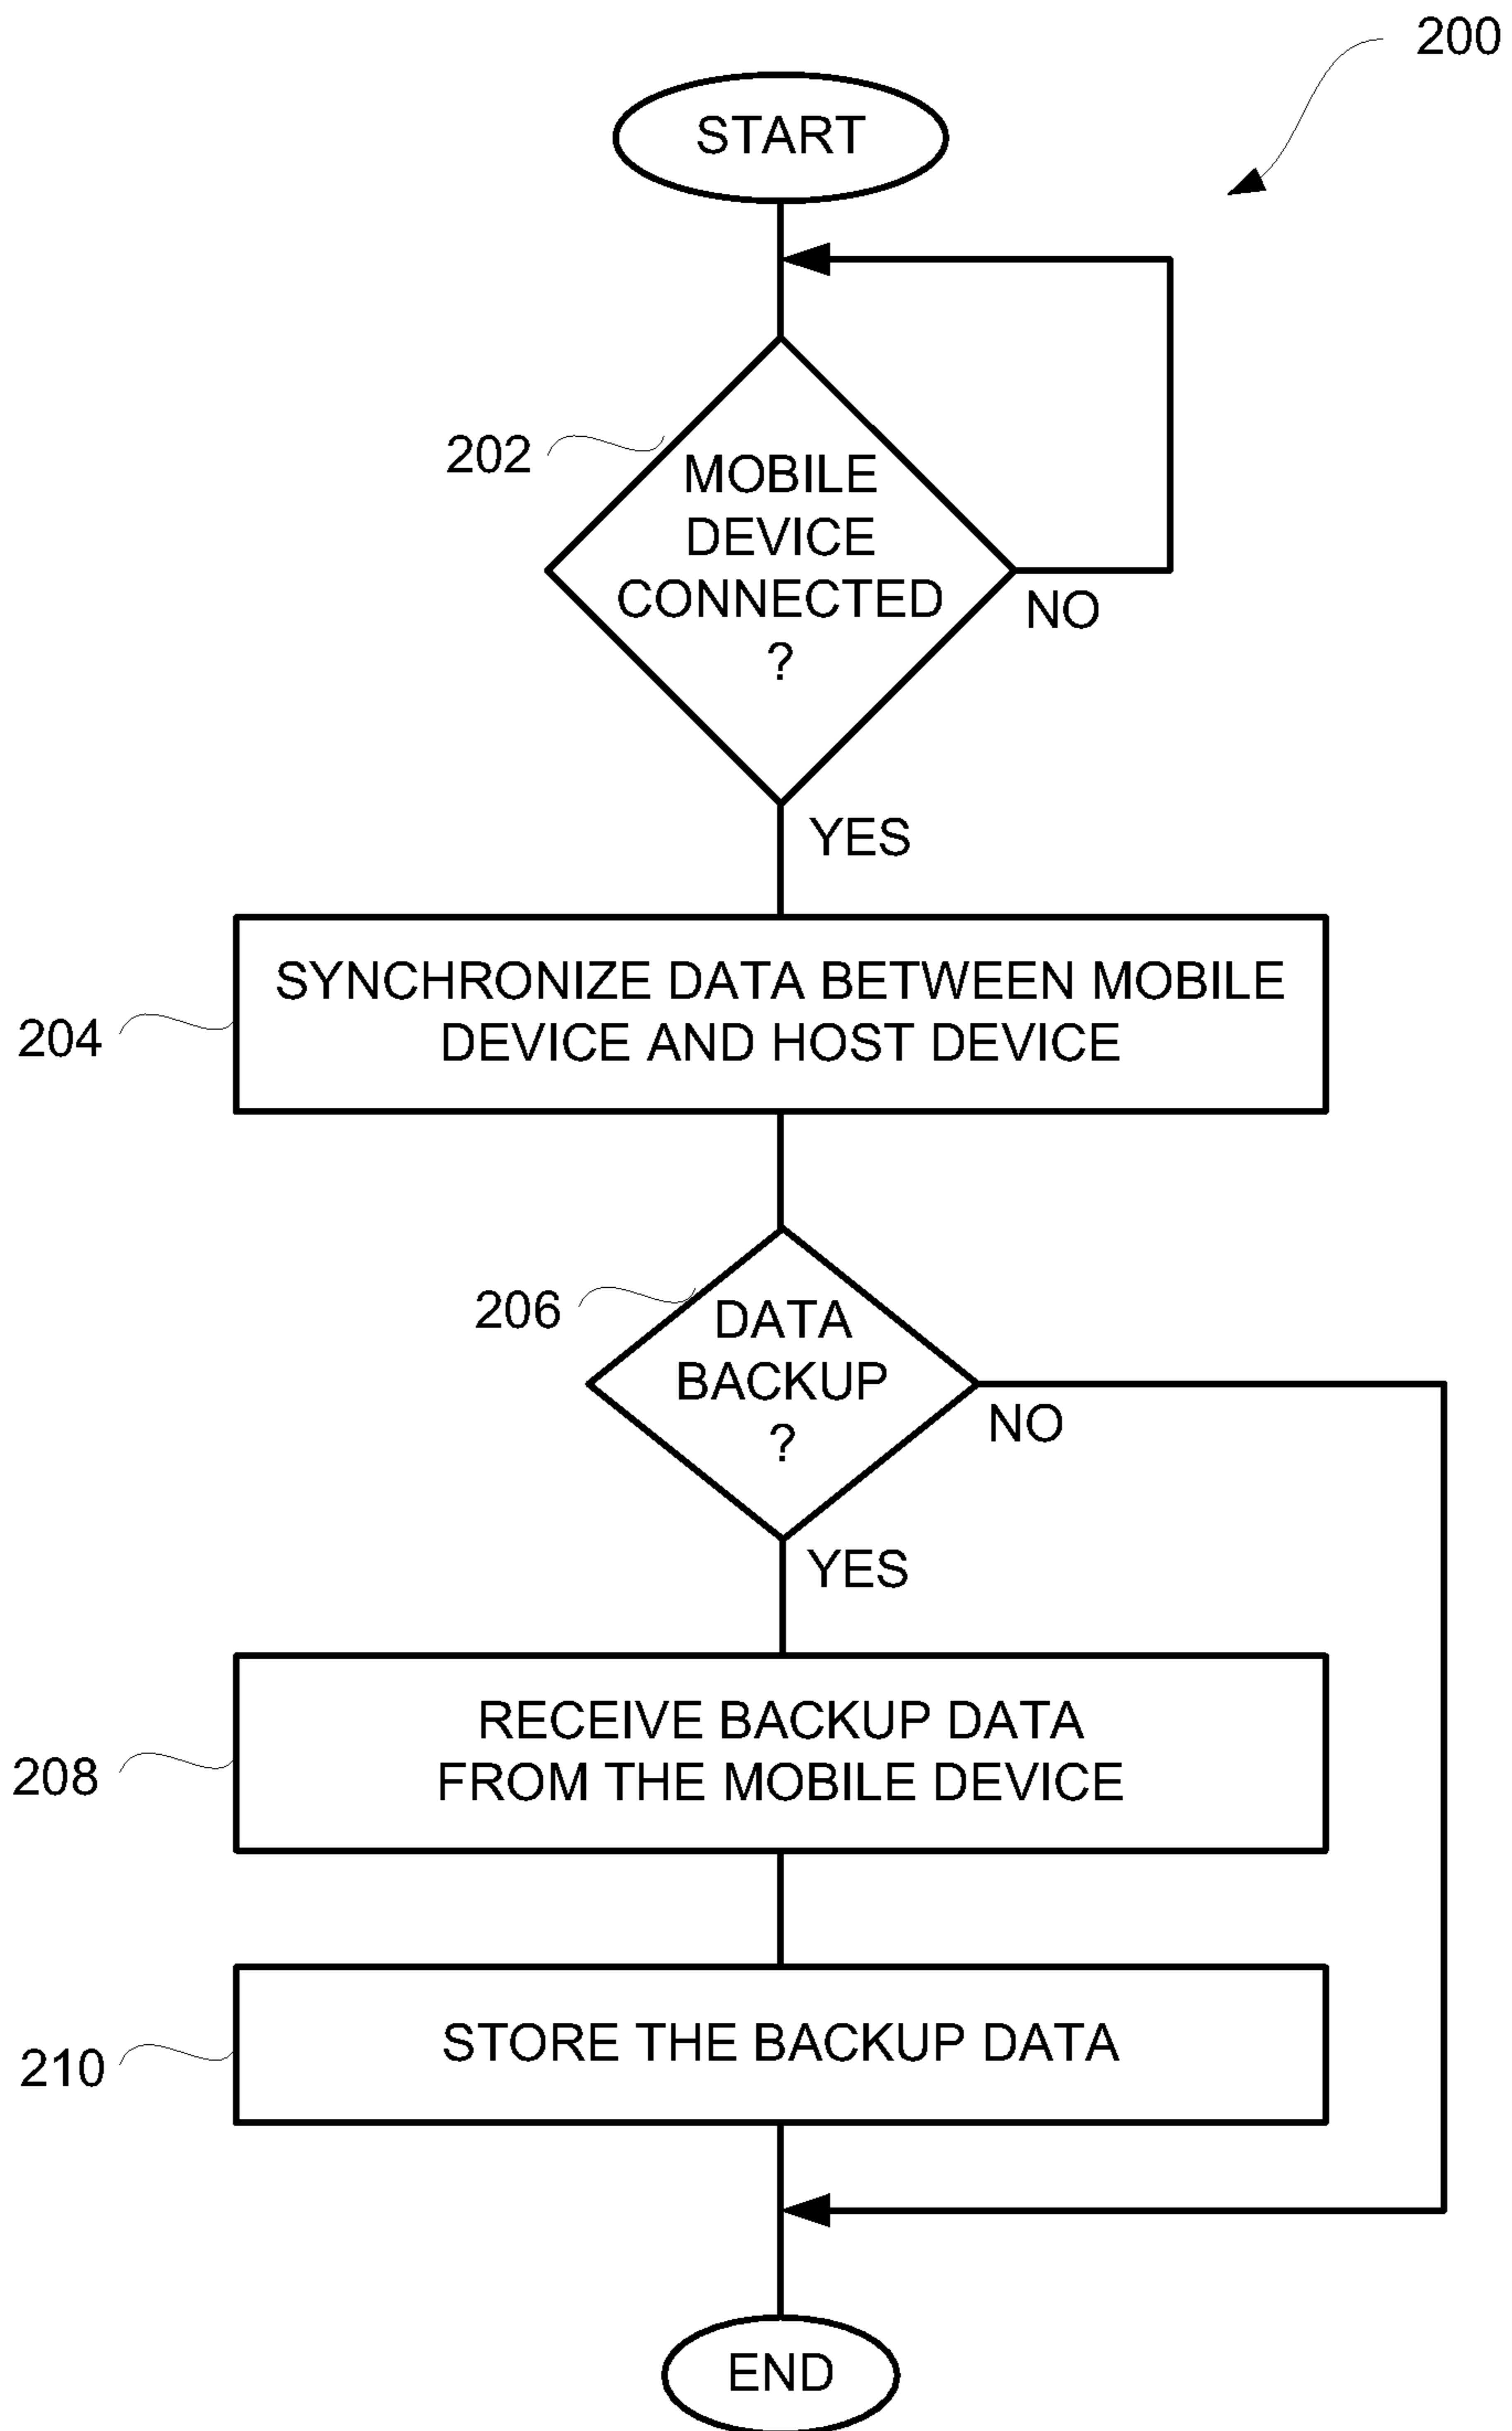 200
START
202
MOBILE
DEVICE
CONNECTED
?
NO
YES
204
SYNCHRONIZE DATA BETWEEN MOBILE
DEVICE AND HOST DEVICE
206
DATA
BACKUP
?
NO
YES
208
RECEIVE BACKUP DATA
FROM THE MOBILE DEVICE
210
STORE THE BACKUP DATA
END